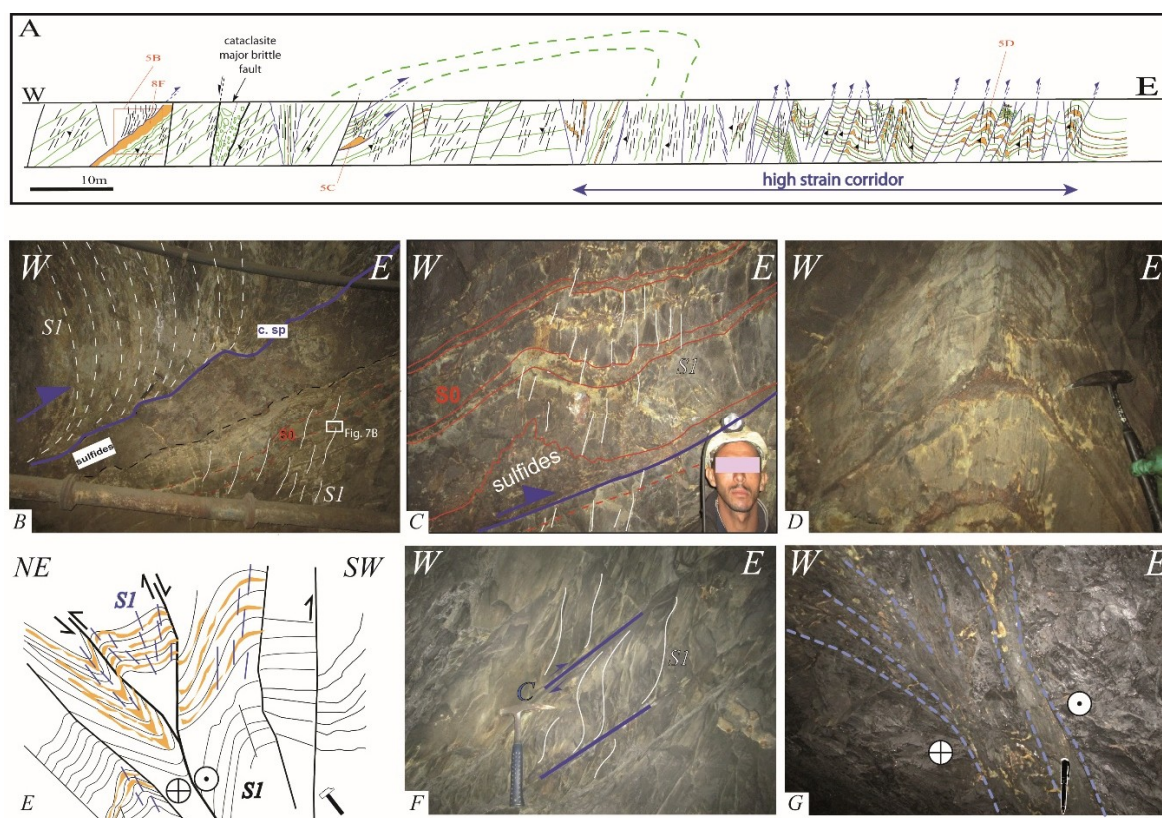 A
cataclasite
major brittle
fault
5B
8F
5D
W
E
10m
5C
high strain corridor
W
E
S1
c. sp
S0
Fig. 7B
sulfides
S1
B
W
E
S1
S0
sulfides
C
W
E
D
NE
SW
S1
S1
E
W
E
S1
C
F
W
E
G